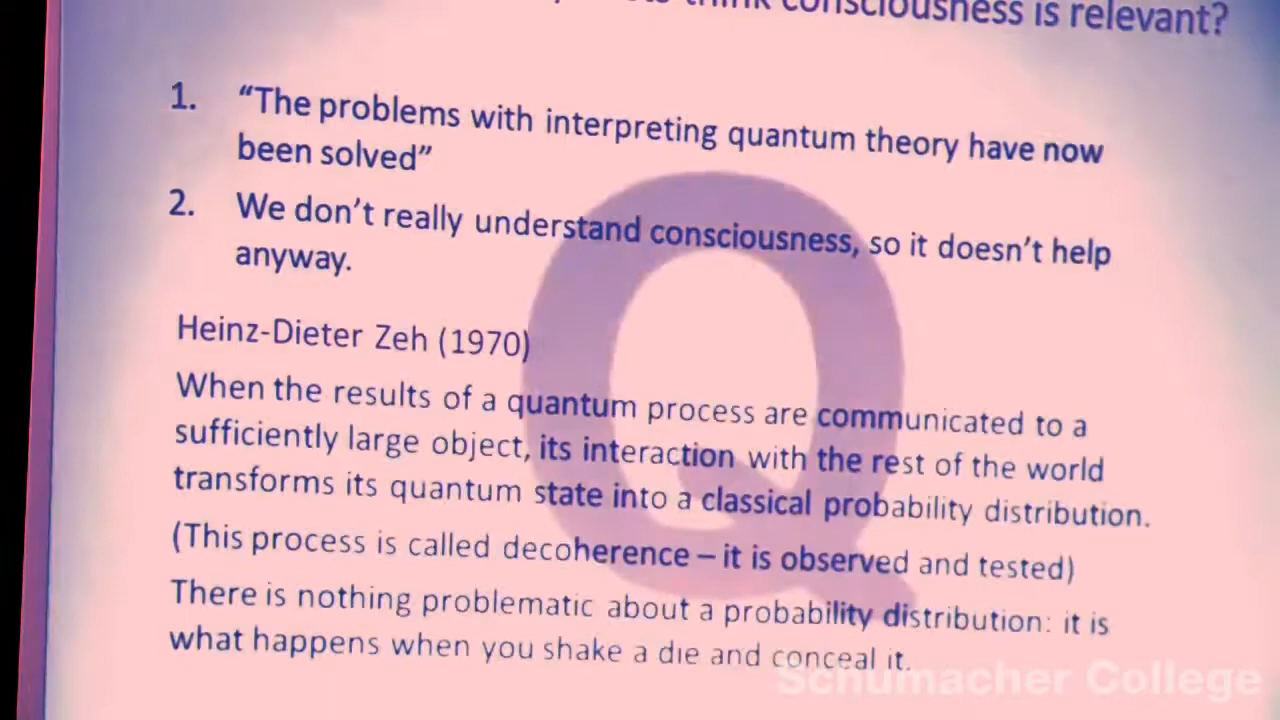 think consciousness is relevant?
1. “The problems with interpreting quantum theory have now
been solved”
2. We don’t really understand consciousness, so it doesn’t help
anyway.
Heinz-Dieter Zeh (1970)
When the results of a quantum process are communicated to a
sufficiently large object, its interaction with the rest of the world
transforms its quantum state into a classical probability distribution.
(This process is called decoherence – it is observed and tested)
There is nothing problematic about a probability distribution: it is
what happens when you shake a die and conceal it.
Schumacher College
Q